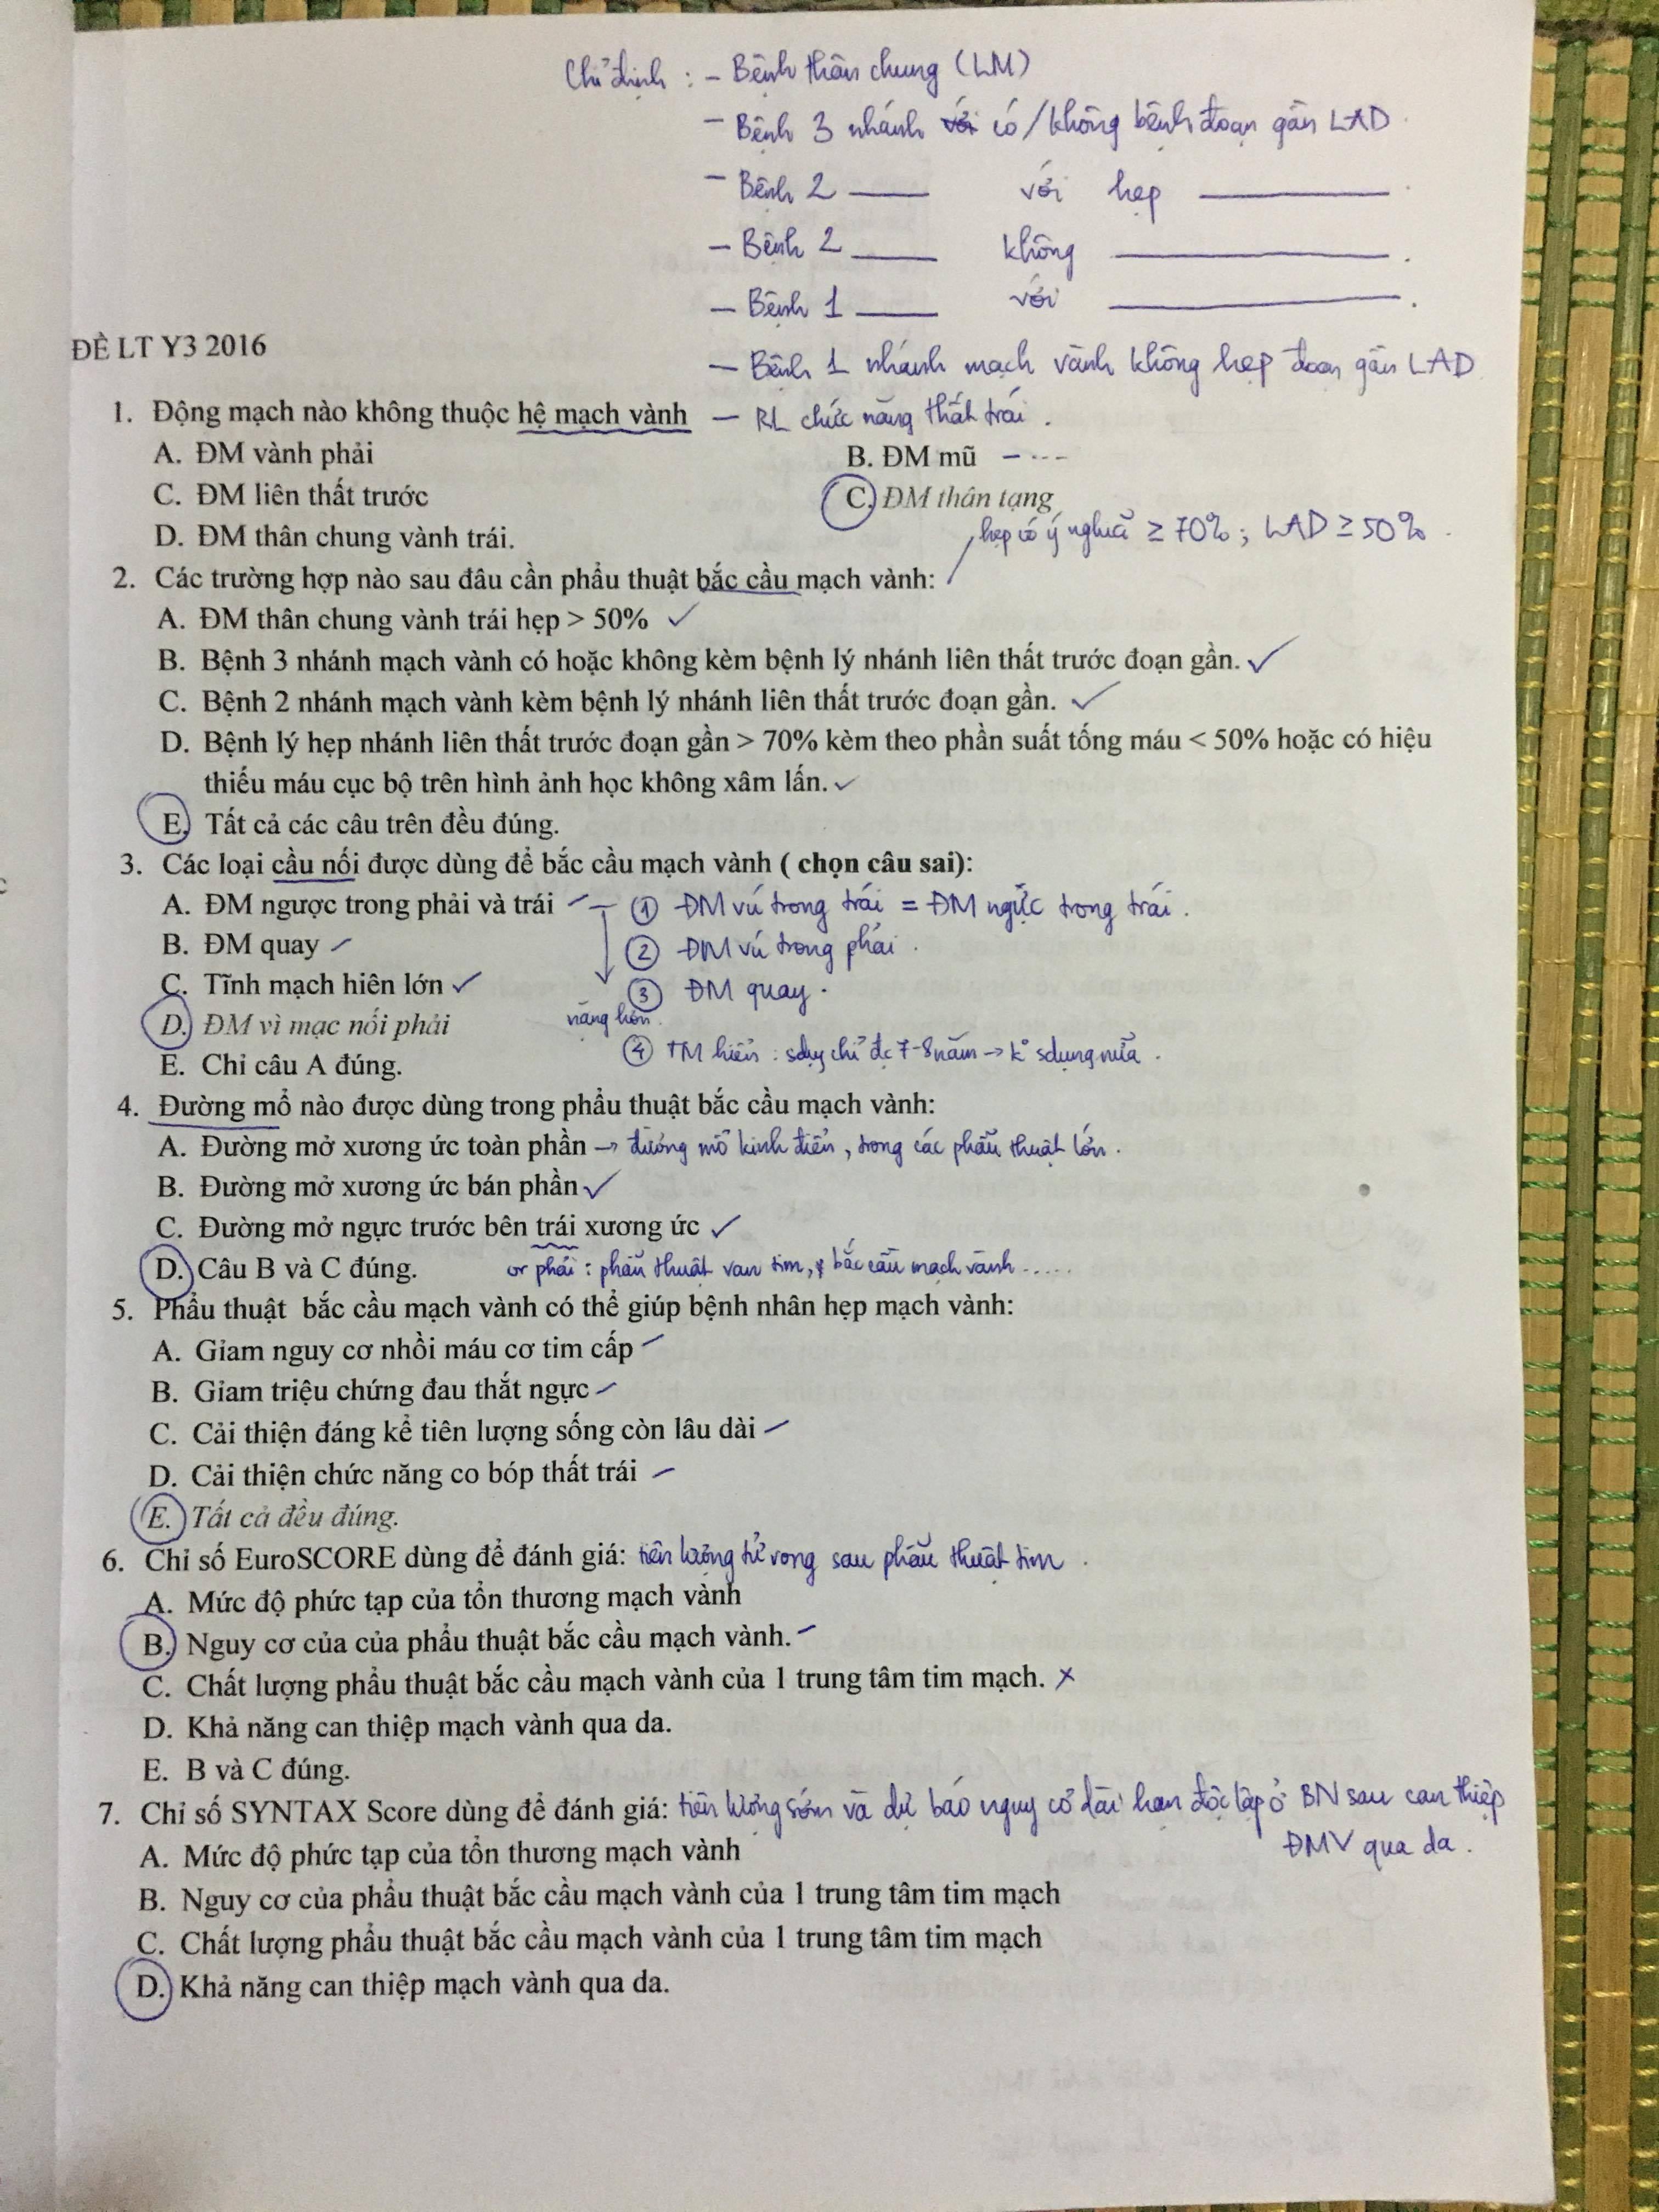 Chỉ định : - Bệnh thân chung (LM)
- Bệnh 3 nhánh có/không bệnh đoạn gần LAD
- Bệnh 2 —— với hẹp ——
- Bệnh 2 —— không ——
- Bệnh 1 —— với ——
ĐỀ LT Y3 2016
- Bệnh 1 nhánh mạch vành không hẹp đoạn gần LAD
1. Động mạch nào không thuộc hệ mạch vành - RL chức năng thất trái.
A. ĐM vành phải B. ĐM mũ
C. ĐM liên thất trước C. ĐM thân tạng
D. ĐM thân chung vành trái.
hẹp có ý nghĩa ≥ 70%; LAD ≥ 50%
2. Các trường hợp nào sau đâu cần phẩu thuật bắc cầu mạch vành:
A. ĐM thân chung vành trái hẹp > 50% ✓
B. Bệnh 3 nhánh mạch vành có hoặc không kèm bệnh lý nhánh liên thất trước đoạn gần. ✓
C. Bệnh 2 nhánh mạch vành kèm bệnh lý nhánh liên thất trước đoạn gần. ✓
D. Bệnh lý hẹp nhánh liên thất trước đoạn gần > 70% kèm theo phần suất tống máu < 50% hoặc có hiệu
thiếu máu cục bộ trên hình ảnh học không xâm lấn. ✓
E. Tất cả các câu trên đều đúng.
3. Các loại cầu nối được dùng để bắc cầu mạch vành ( chọn câu sai):
A. ĐM ngược trong phải và trái ① ĐM vú trong trái = ĐM ngực trong trái.
B. ĐM quay ② ĐM vú trong phải.
C. Tĩnh mạch hiên lớn ✓ ③ ĐM quay.
D. ĐM vì mạc nối phải
④ TM hiển : sdụng chỉ đc 7-8 năm → k° sdụng nữa.
E. Chỉ câu A đúng.
4. Đường mổ nào được dùng trong phẩu thuật bắc cầu mạch vành:
A. Đường mở xương ức toàn phần → đường mổ kinh điển, trong các phẫu thuật lớn.
B. Đường mở xương ức bán phần ✓
C. Đường mở ngực trước bên trái xương ức ✓
D. Câu B và C đúng. or phải : phẫu thuật van tim, bắc cầu mạch vành.....
5. Phẩu thuật bắc cầu mạch vành có thể giúp bệnh nhân hẹp mạch vành:
A. Giảm nguy cơ nhồi máu cơ tim cấp
B. Giảm triệu chứng đau thắt ngực
C. Cải thiện đáng kể tiên lượng sống còn lâu dài
D. Cải thiện chức năng co bóp thất trái
E. Tất cả đều đúng.
6. Chỉ số EuroSCORE dùng để đánh giá: tiên lượng tử vong sau phẫu thuật tim.
A. Mức độ phức tạp của tổn thương mạch vành
B. Nguy cơ của của phẩu thuật bắc cầu mạch vành.
C. Chất lượng phẩu thuật bắc cầu mạch vành của 1 trung tâm tim mạch. ✗
D. Khả năng can thiệp mạch vành qua da.
E. B và C đúng.
7. Chỉ số SYNTAX Score dùng để đánh giá: tiên lượng sớm và dự báo nguy cơ dài hạn độc lập ở BN sau can thiệp
ĐMV qua da.
A. Mức độ phức tạp của tổn thương mạch vành
B. Nguy cơ của phẩu thuật bắc cầu mạch vành của 1 trung tâm tim mạch
C. Chất lượng phẩu thuật bắc cầu mạch vành của 1 trung tâm tim mạch
D. Khả năng can thiệp mạch vành qua da.